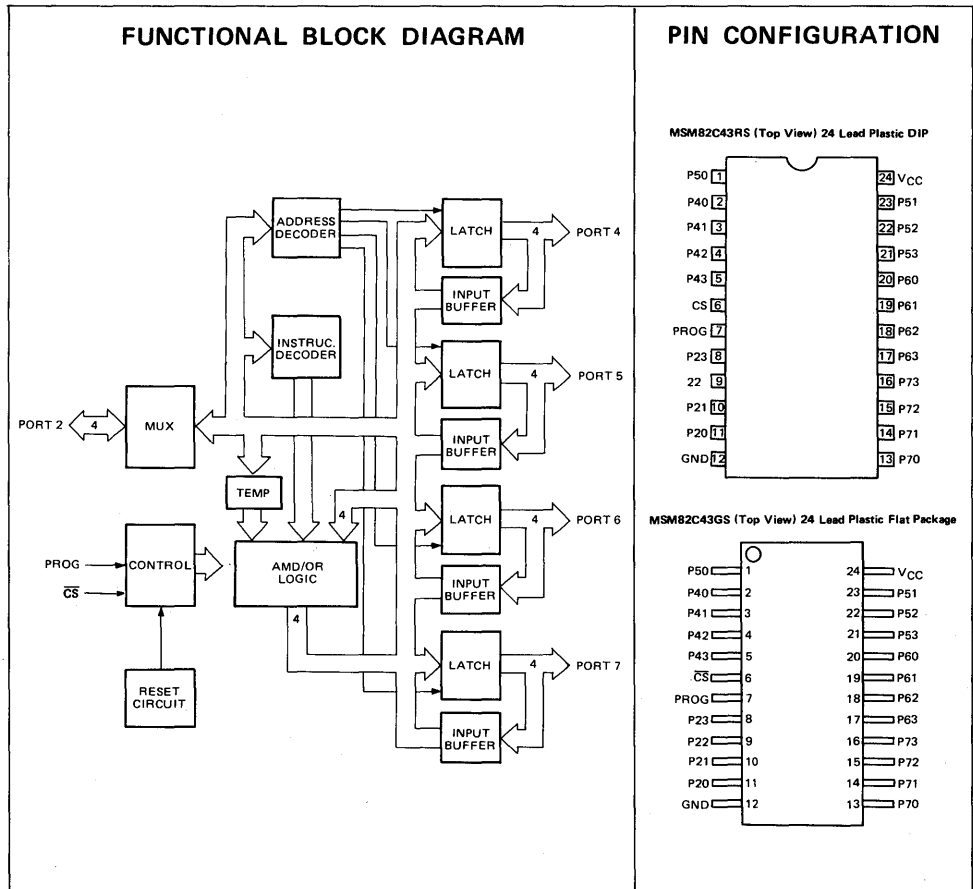 FUNCTIONAL BLOCK DIAGRAM
ADDRESS
DECODER
INSTRUC.
DECODER
PORT 2
4
MUX
TEMP
4
PROG
CS
CONTROL
AMD/OR
LOGIC
4
RESET
CIRCUIT
LATCH
4
PORT 4
INPUT
BUFFER
LATCH
4
PORT 5
INPUT
BUFFER
LATCH
4
PORT 6
INPUT
BUFFER
LATCH
4
PORT 7
INPUT
BUFFER
PIN CONFIGURATION
MSM82C43RS (Top View) 24 Lead Plastic DIP
P50 1 24 VCC
P40 2 23 P51
P41 3 22 P52
P42 4 21 P53
P43 5 20 P60
CS 6 19 P61
PROG 7 18 P62
P23 8 17 P63
22 9 16 P73
P21 10 15 P72
P20 11 14 P71
GND 12 13 P70
MSM82C43GS (Top View) 24 Lead Plastic Flat Package
P50 1 24 VCC
P40 2 23 P51
P41 3 22 P52
P42 4 21 P53
P43 5 20 P60
CS 6 19 P61
PROG 7 18 P62
P23 8 17 P63
P22 9 16 P73
P21 10 15 P72
P20 11 14 P71
GND 12 13 P70